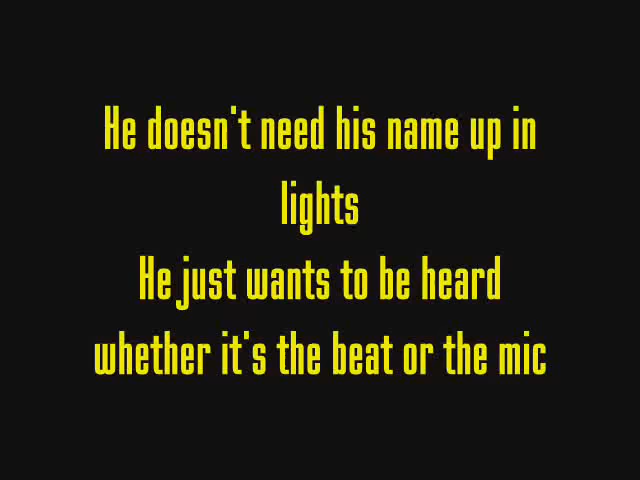 He doesn't need his name up in
lights
He just wants to be heard
whether it's the beat or the mic